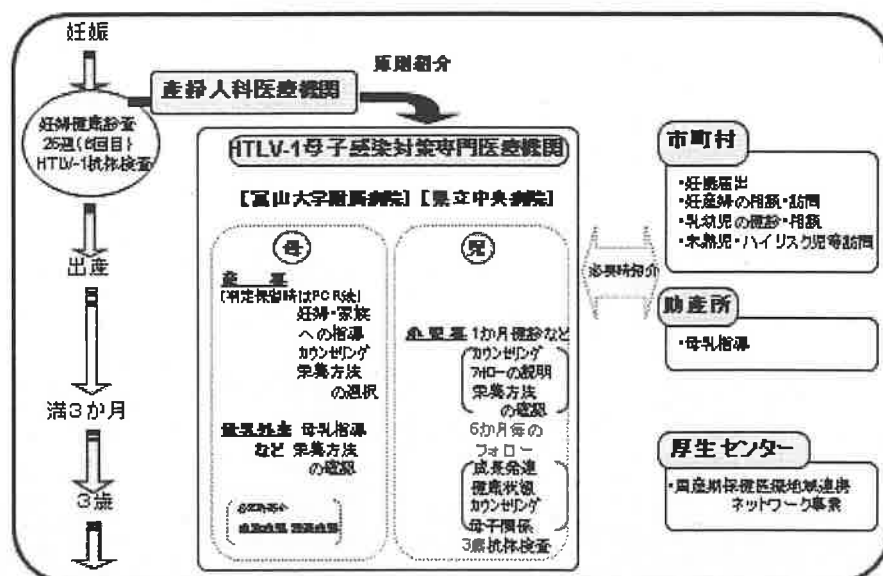 妊娠
妊婦健康診査
26週(6回目)
HTLV-1抗体検査
出産
満3か月
3歳
産婦人科医療機関
原則紹介
HTLV-1母子感染対策専門医療機関
[富山大学附属病院][県立中央病院]
母
産 科
(判定保留時はPCR法)
妊婦・家族
への指導
カウンセリング
栄養方法
の選択
母乳外来 母乳指導
など 栄養方法
の確認
児
小児科 1か月健診など
カウンセリング
フォローの説明
栄養方法
の確認
6か月毎の
フォロー
成長発達
健康状態
カウンセリング
母子関係
3歳抗体検査
必要時紹介
市町村
・妊娠届出
・妊産婦の相談・訪問
・乳幼児の健診・相談
・未熟児・ハイリスク児等訪問
助産所
・母乳指導
厚生センター
・周産期保健医療地域連携
ネットワーク事業